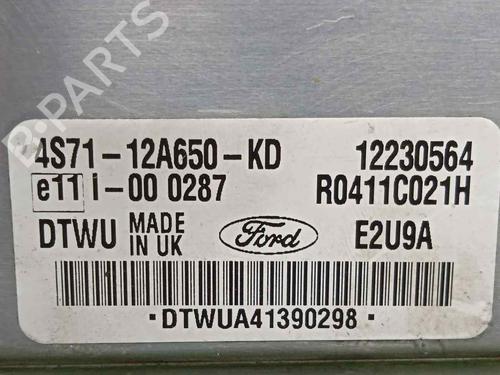 B-PARTS
4S71-12A650-KD 12230564
e11 i-00 0287 R0411C021H
DTWU MADE IN UK Ford E2U9A
·DTWUA41390298·